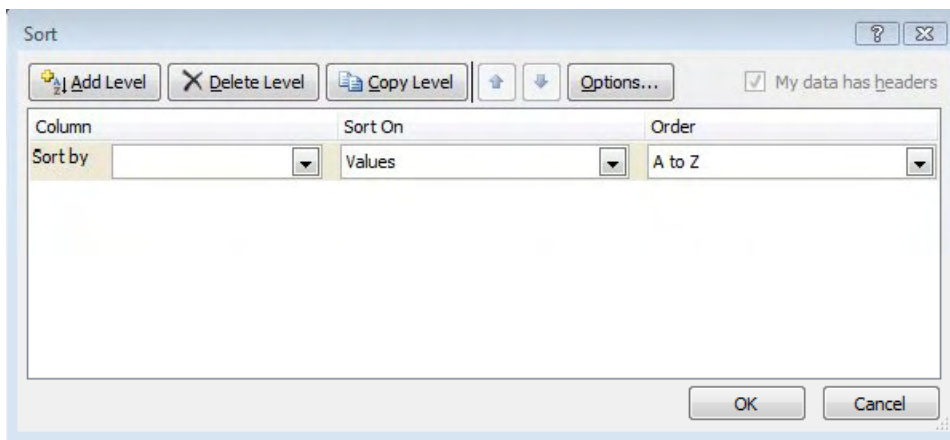 Sort
Add Level Delete Level Copy Level Options... My data has headers
Column Sort On Order
Sort by Values A to Z
OK Cancel